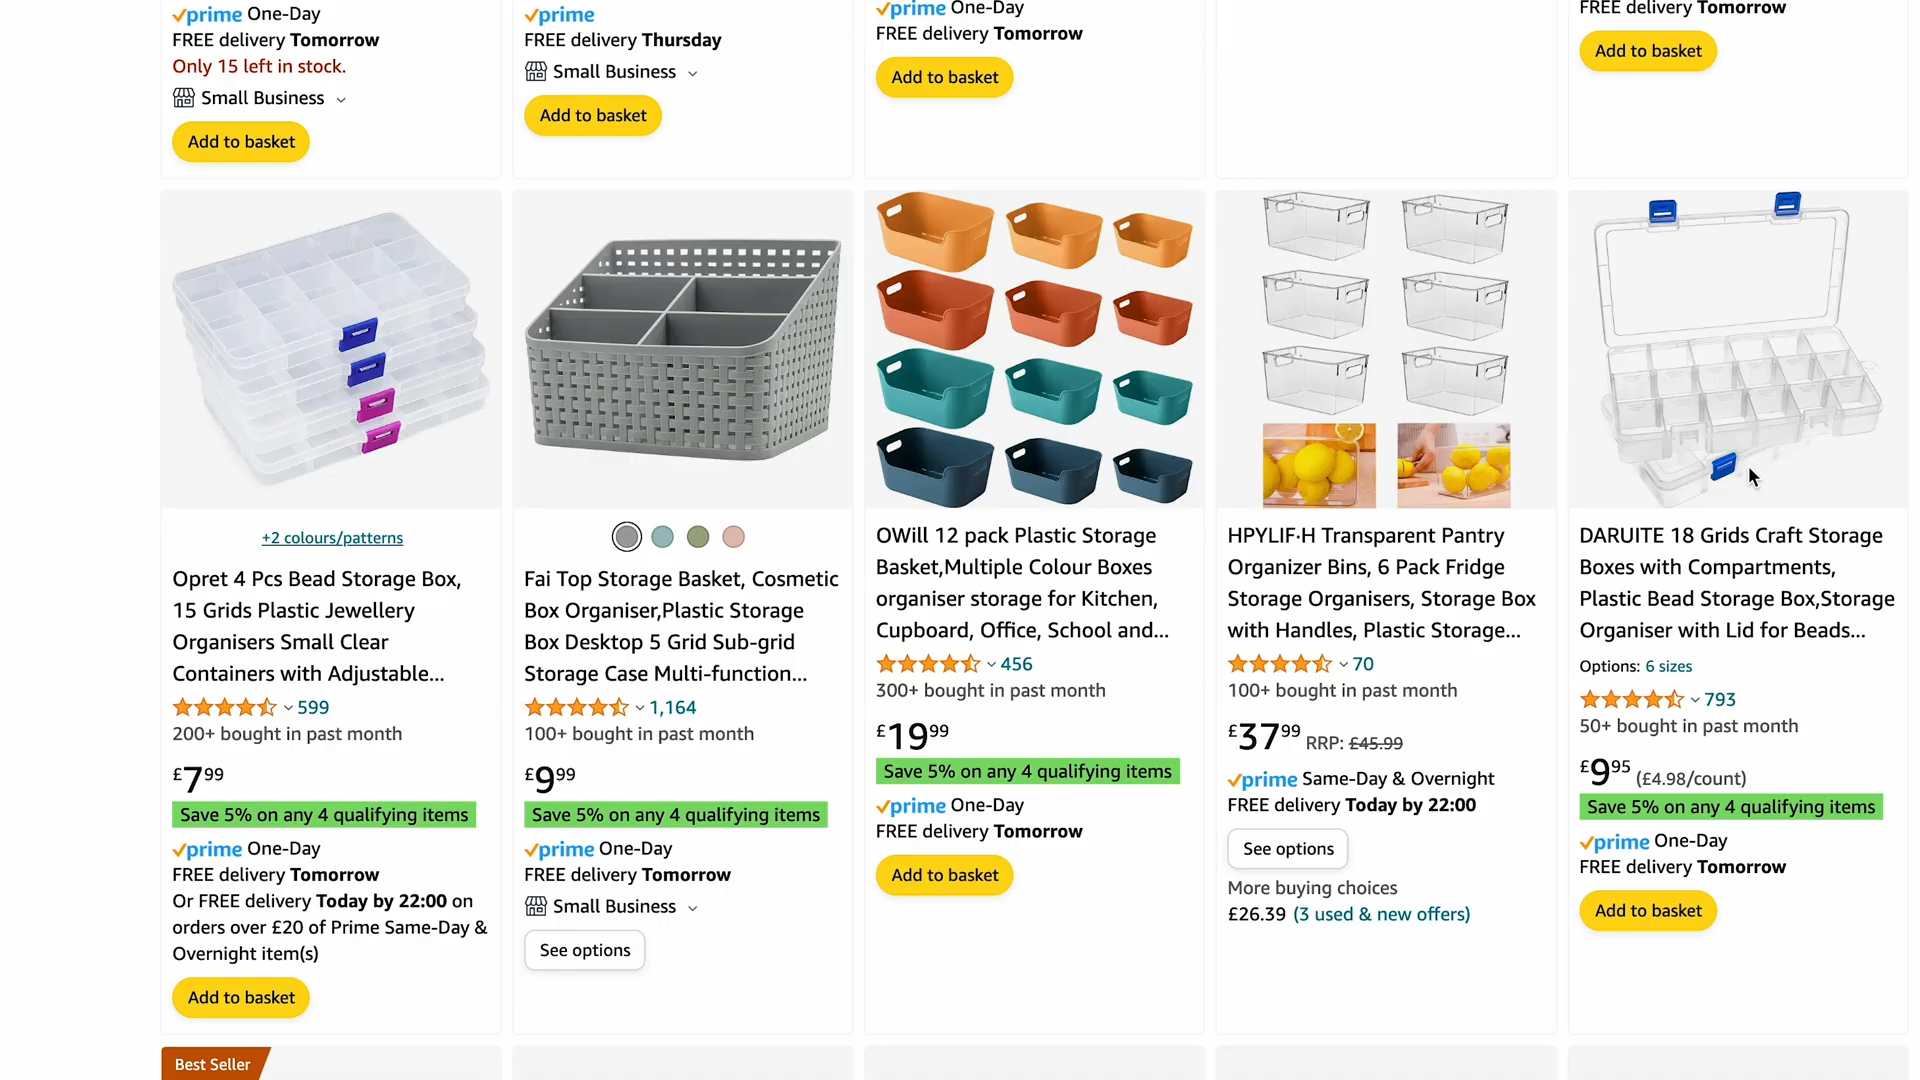 prime One-Day
FREE delivery Tomorrow
Only 15 left in stock.
Small Business
Add to basket
prime
FREE delivery Thursday
Small Business
Add to basket
prime One-Day
FREE delivery Tomorrow
Add to basket
FREE delivery Tomorrow
Add to basket
+2 colours/patterns
Opret 4 Pcs Bead Storage Box,
15 Grids Plastic Jewellery
Organisers Small Clear
Containers with Adjustable...
599
200+ bought in past month
£7.99
Save 5% on any 4 qualifying items
prime One-Day
FREE delivery Tomorrow
Or FREE delivery Today by 22:00 on
orders over £20 of Prime Same-Day &
Overnight item(s)
Add to basket
Fai Top Storage Basket, Cosmetic
Box Organiser,Plastic Storage
Box Desktop 5 Grid Sub-grid
Storage Case Multi-function...
1,164
100+ bought in past month
£9.99
Save 5% on any 4 qualifying items
prime One-Day
FREE delivery Tomorrow
Small Business
See options
OWill 12 pack Plastic Storage
Basket,Multiple Colour Boxes
organiser storage for Kitchen,
Cupboard, Office, School and...
456
300+ bought in past month
£19.99
Save 5% on any 4 qualifying items
prime One-Day
FREE delivery Tomorrow
Add to basket
HPYLIF·H Transparent Pantry
Organizer Bins, 6 Pack Fridge
Storage Organisers, Storage Box
with Handles, Plastic Storage...
70
100+ bought in past month
£37.99 RRP: £45.99
prime Same-Day & Overnight
FREE delivery Today by 22:00
See options
More buying choices
£26.39 (3 used & new offers)
DARUITE 18 Grids Craft Storage
Boxes with Compartments,
Plastic Bead Storage Box,Storage
Organiser with Lid for Beads...
Options: 6 sizes
793
50+ bought in past month
£9.95 (£4.98/count)
Save 5% on any 4 qualifying items
prime One-Day
FREE delivery Tomorrow
Add to basket
Best Seller